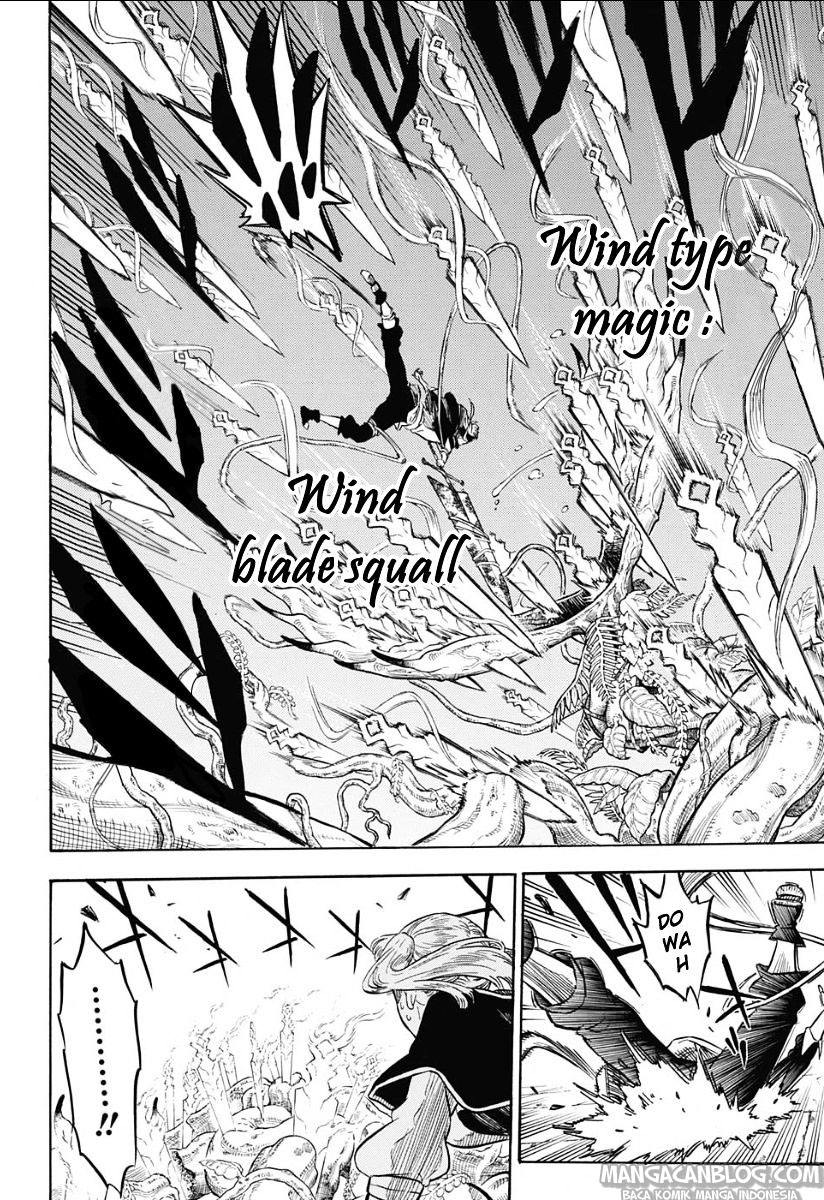 Wind type
magic :
Wind
blade squall
DO
WA
H
........!!
MANGACANBLOG.COM
BACA KOMIK MANGA INDONESIA